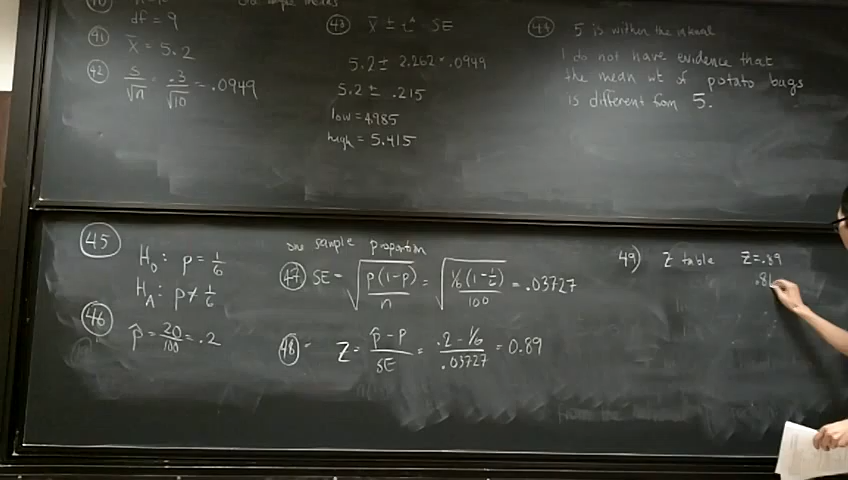 40
df = 9
41 x̄ = 5.2
42 s/√n = .3/√10 = .0949
43 x̄ ± t* SE
5.2 ± 2.262 * .0949
5.2 ± .215
low = 4.985
high = 5.415
44 5 is within the interval
I do not have evidence that
the mean wt of potato bags
is different from 5.
45 H₀: p = 1/6
Hₐ: p ≠ 1/6
46 p̂ = 20/100 = .2
one sample proportion
47 SE = √(p(1-p)/n) = √(1/6(1-1/6)/100) = .03727
48 Z = (p̂ - p)/SE = (.2 - 1/6)/.03727 = 0.89
49) Z table Z = .89
.81